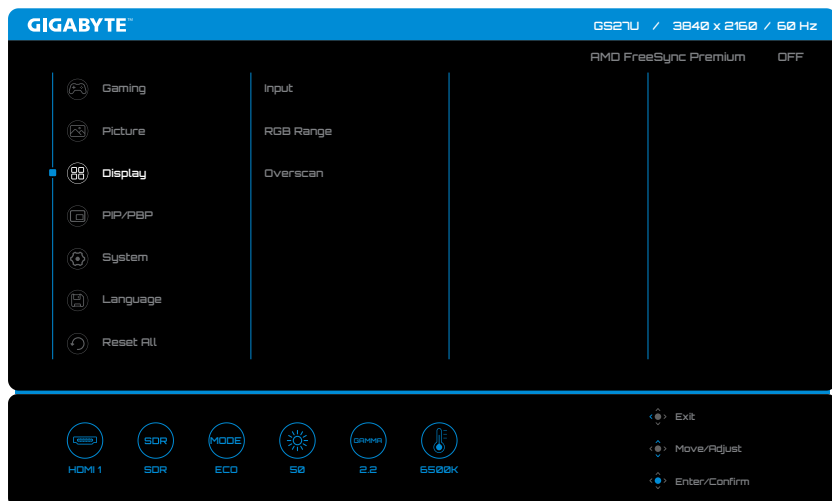 GIGABYTE™
GS27U / 3840 x 2160 / 60 Hz
AMD FreeSync Premium OFF
Gaming
Picture
Display
PIP/PBP
System
Language
Reset All
Input
RGB Range
Overscan
SDR
MODE
GAMMA
HDMI 1
SDR
ECO
50
2.2
6500K
Exit
Move/Adjust
Enter/Confirm